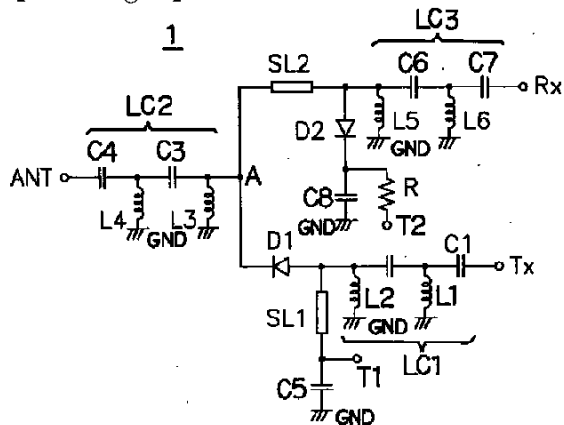 1
LC3
SL2
C6
C7
Rx
LC2
D2
L5
L6
GND
C4
C3
ANT
A
C8
R
L4
L3
GND
GND
T2
D1
C1
Tx
L2
L1
SL1
GND
T1
LC1
C5
GND